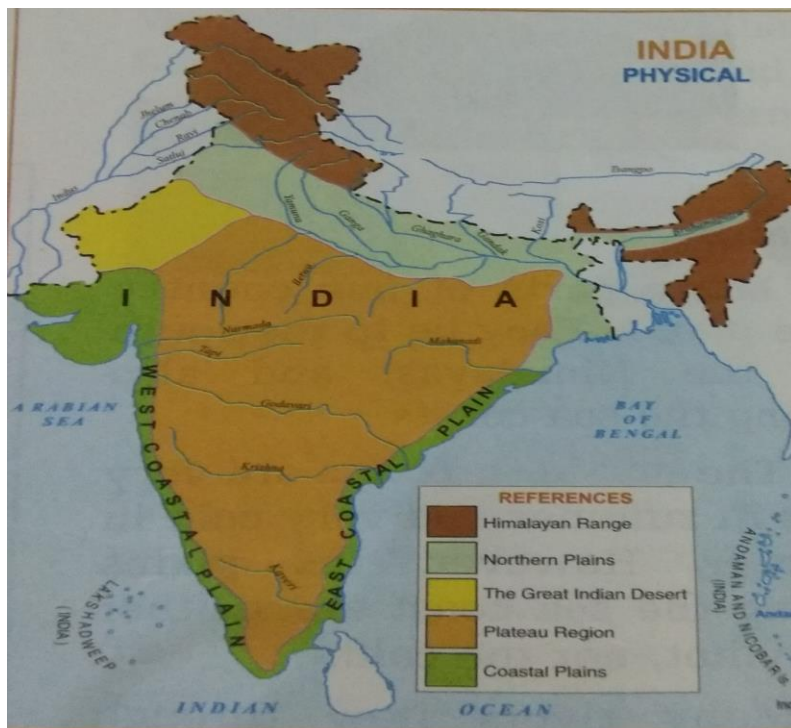 INDIA
PHYSICAL
Jhelum
Chenab
Ravi
Satluj
Indus
Tsangpo
Yamuna
Ganga
Ghaghara
Gandak
Kosi
Brahmaputra
Betwa
I N D I A
Narmada
Tapi
Mahanadi
Godavari
Krishna
Kaveri
ARABIAN
SEA
BAY
OF
BENGAL
WEST COASTAL PLAIN
EAST COASTAL PLAIN
LAKSHADWEEP
(INDIA)
ANDAMAN AND NICOBAR IS
(INDIA)
Andam
INDIAN OCEAN
REFERENCES
Himalayan Range
Northern Plains
The Great Indian Desert
Plateau Region
Coastal Plains